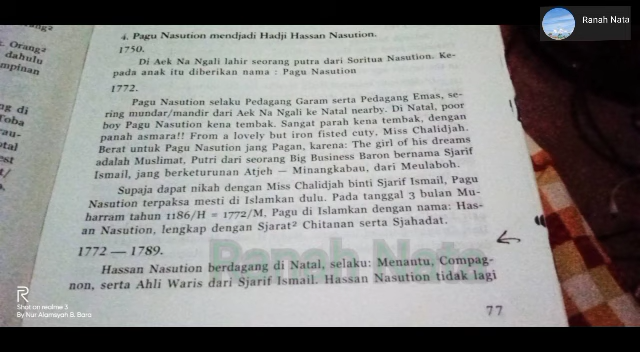 ng²
. Orang²
dahulu
mpinan
ng di
est
4. Pagu Nasution mendjadi Hadji Hassan Nasution.
1750.
Di Aek Na Ngali lahir seorang putra dari Soritua Nasution. Ke-
pada anak itu diberikan nama : Pagu Nasution
1772.
Pagu Nasution selaku Pedagang Garam serta Pedagang Emas, se-
ring mundar/mandir dari Aek Na Ngali ke Natal nearby. Di Natal, poor
boy Pagu Nasution kena tembak. Sangat parah kena tembak, dengan
panah asmara!! From a lovely but iron fisted cuty, Miss Chalidjah.
Berat untuk Pagu Nasution jang Pagan, karena: The girl of his dreams
adalah Muslimat, Putri dari seorang Big Business Baron bernama Sjarif
Ismail, jang berketurunan Atjeh — Minangkabau, dari Meulaboh.
Supaja dapat nikah dengan Miss Chalidjah binti Sjarif Ismail, Pagu
Nasution terpaksa mesti di Islamkan dulu. Pada tanggal 3 bulan Mu-
harram tahun 1186/H = 1772/M, Pagu di Islamkan dengan nama: Has-
an Nasution, lengkap dengan Sjarat² Chitanan serta Sjahadat.
1772 — 1789.
Hassan Nasution berdagang di Natal, selaku: Menantu, Compag-
non, serta Ahli Waris dari Sjarif Ismail. Hassan Nasution tidak lagi
77
Ranah Nata
Ranah Nata
R
Shot on realme 3
By Nur Alamsyah B. Bara